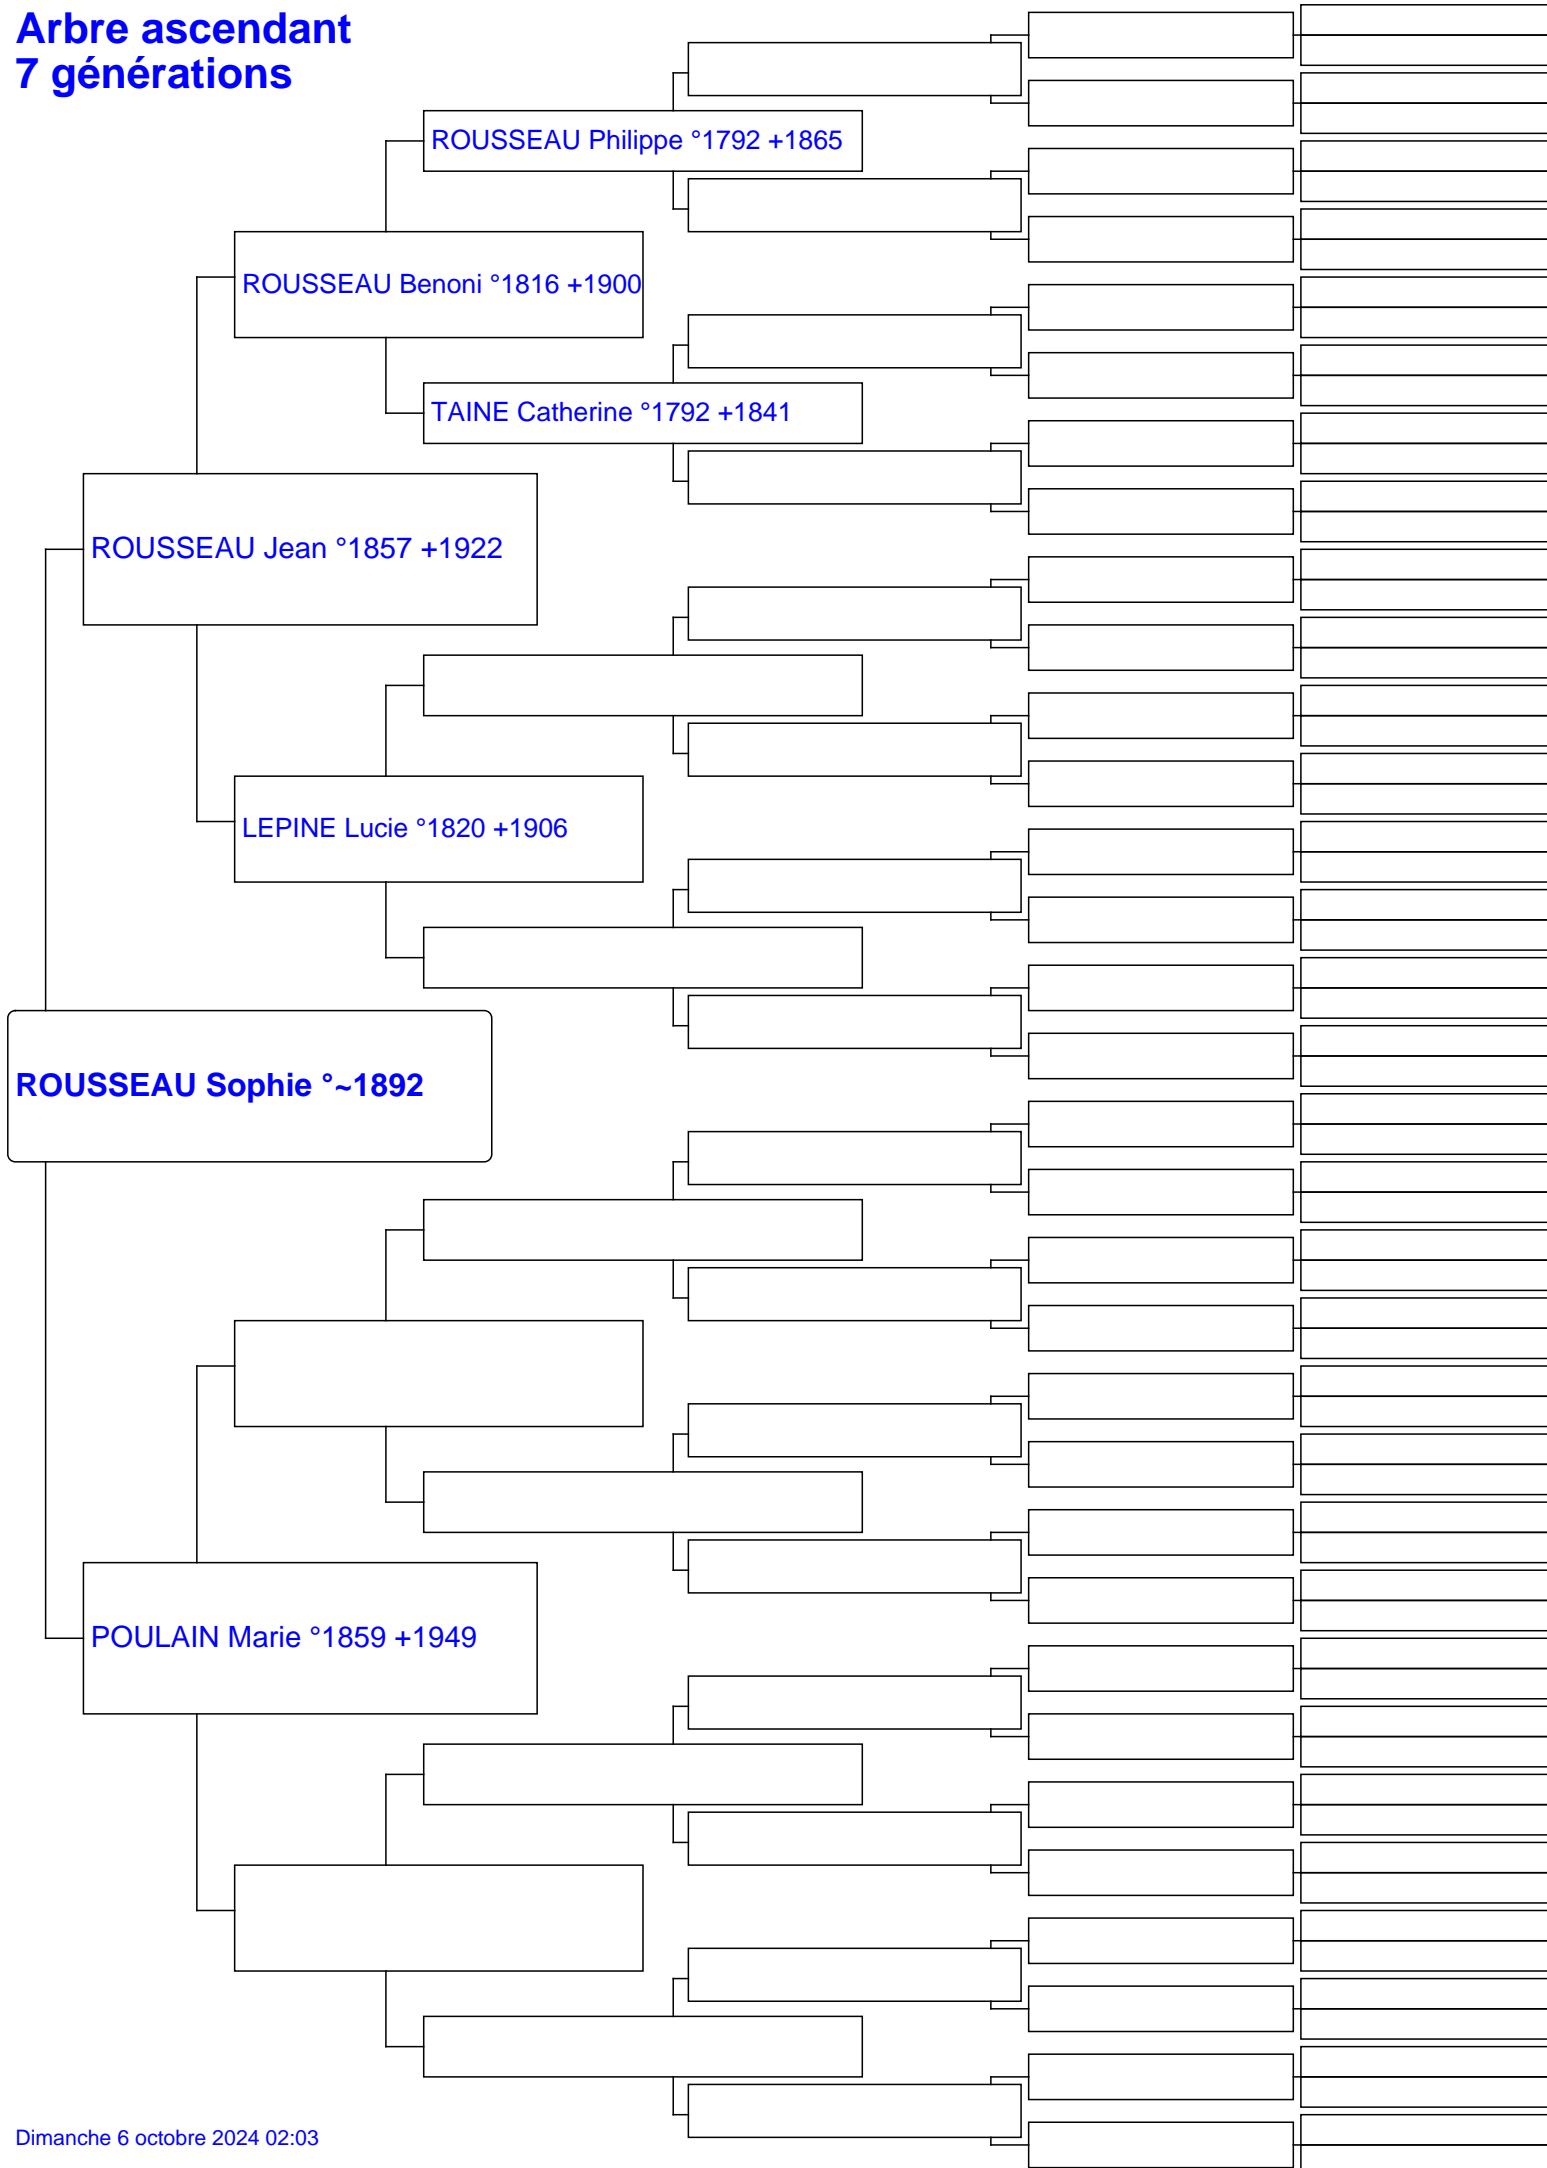 Arbre ascendant
7 générations
ROUSSEAU Philippe °1792 +1865
ROUSSEAU Benoni °1816 +1900
TAINE Catherine °1792 +1841
ROUSSEAU Jean °1857 +1922
LEPINE Lucie °1820 +1906
ROUSSEAU Sophie °~1892
POULAIN Marie °1859 +1949
Dimanche 6 octobre 2024 02:03